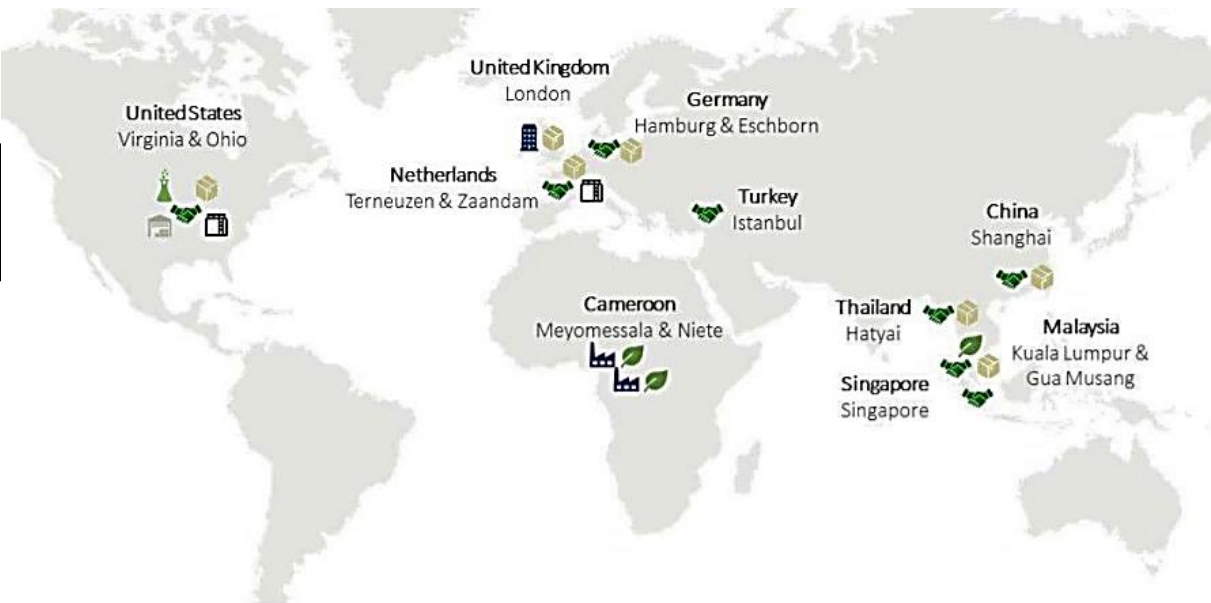 United States
Virginia & Ohio
United Kingdom
London
Germany
Hamburg & Eschborn
Netherlands
Terneuzen & Zaandam
Turkey
Istanbul
China
Shanghai
Cameroon
Meyomessala & Niete
Thailand
Hatyai
Malaysia
Kuala Lumpur &
Gua Musang
Singapore
Singapore